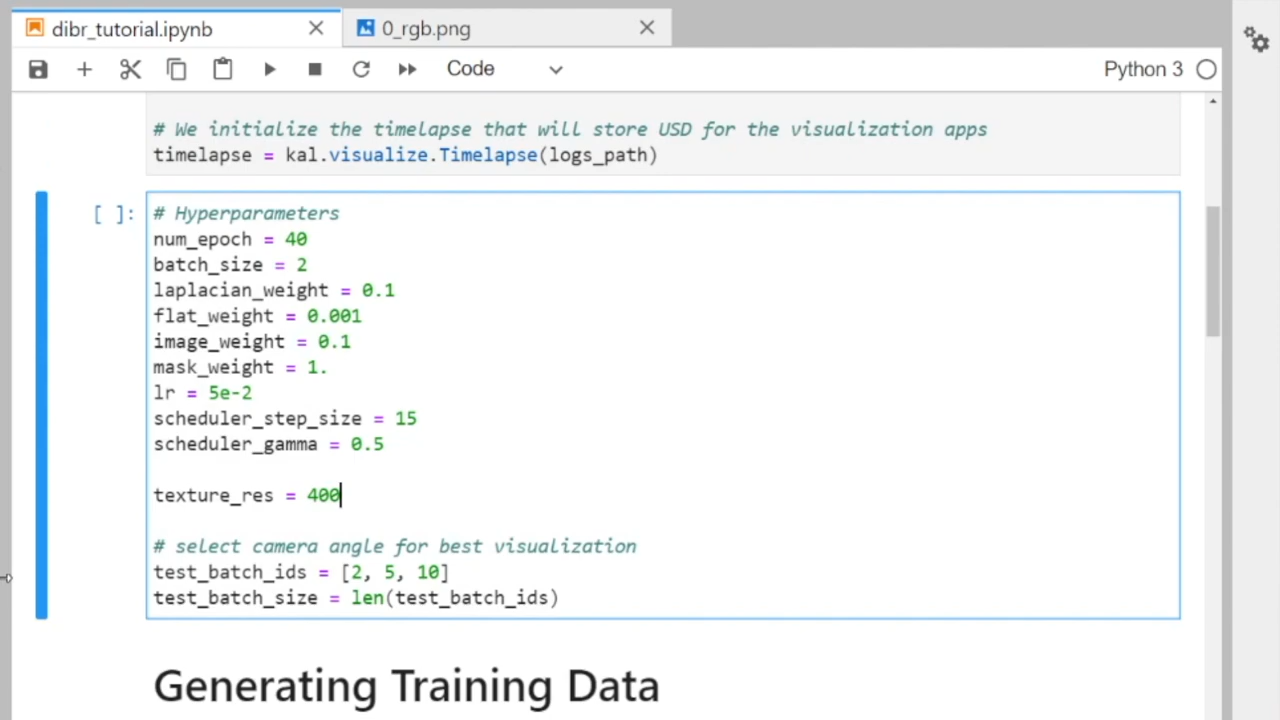 dibr_tutorial.ipynb
0_rgb.png
Code
Python 3
# We initialize the timelapse that will store USD for the visualization apps
timelapse = kal.visualize.Timelapse(logs_path)
[ ]:
# Hyperparameters
num_epoch = 40
batch_size = 2
laplacian_weight = 0.1
flat_weight = 0.001
image_weight = 0.1
mask_weight = 1.
lr = 5e-2
scheduler_step_size = 15
scheduler_gamma = 0.5
texture_res = 400
# select camera angle for best visualization
test_batch_ids = [2, 5, 10]
test_batch_size = len(test_batch_ids)
Generating Training Data